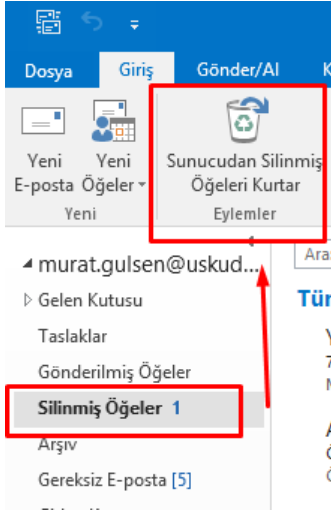 Dosya Giriş Gönder/Al
Yeni E-posta
Yeni Öğeler
Sunucudan Silinmiş Öğeleri Kurtar
Yeni Eylemler
murat.gulsen@uskud...
Gelen Kutusu
Taslaklar
Gönderilmiş Öğeler
Silinmiş Öğeler 1
Arşiv
Gereksiz E-posta [5]
Ara